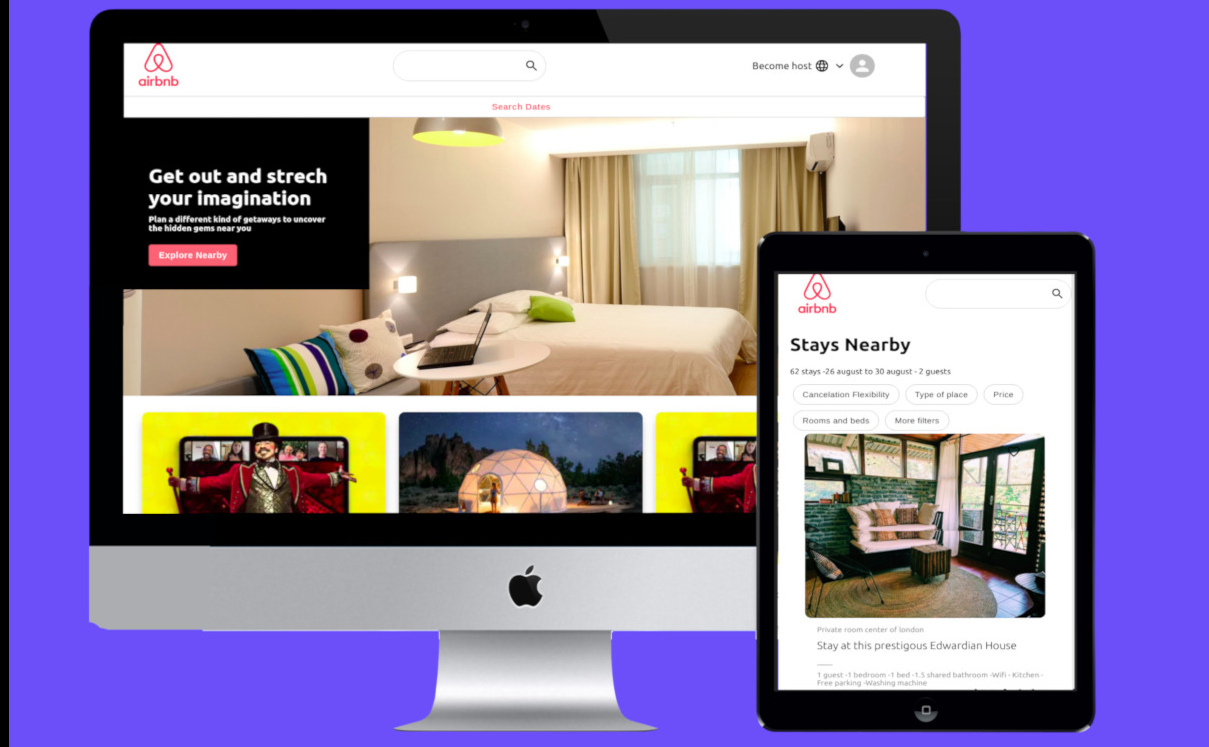 airbnb
Become host
Search Dates
Get out and strech
your imagination
Plan a different kind of getaways to uncover
the hidden gems near you
Explore Nearby
airbnb
Stays Nearby
62 stays -26 august to 30 august - 2 guests
Cancelation Flexibility
Type of place
Price
Rooms and beds
More filters
Private room center of london
Stay at this prestigous Edwardian House
1 guest -1 bedroom -1 bed -1.5 shared bathroom -Wifi - Kitchen -
Free parking -Washing machine